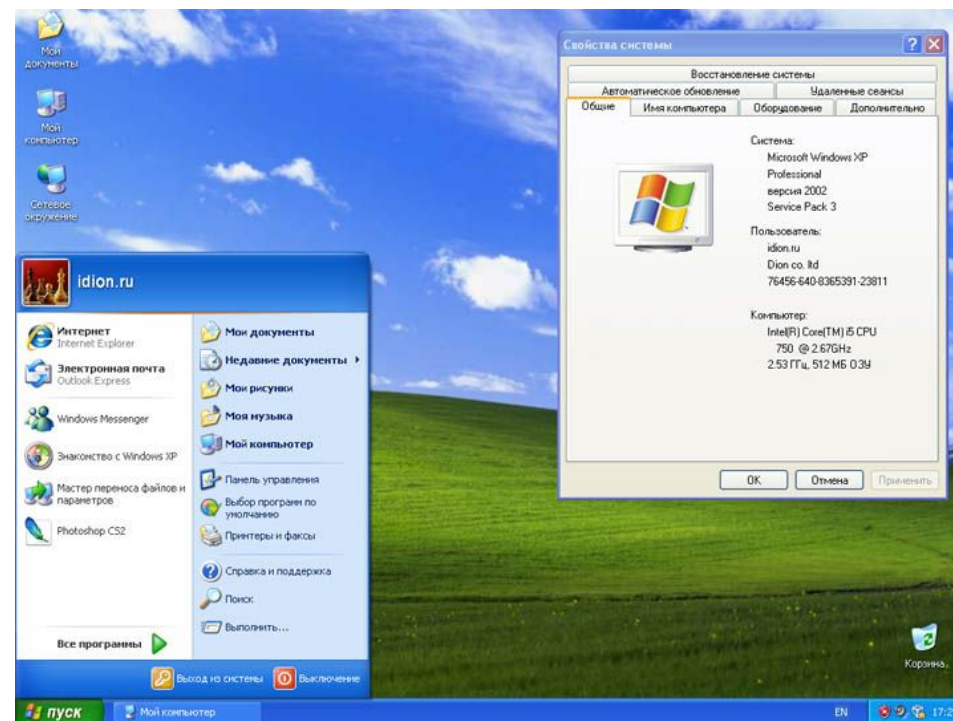 Мои документы
Мой компьютер
Сетевое окружение
Свойства системы
Восстановление системы
Автоматическое обновление
Удаленные сеансы
Общие
Имя компьютера
Оборудование
Дополнительно
Система:
Microsoft Windows XP
Professional
версия 2002
Service Pack 3
Пользователь:
idion.ru
Dion co. ltd
76456-640-8365391-23811
Компьютер:
Intel(R) Core(TM) i5 CPU
750 @ 2.67GHz
2.53 ГГц, 512 МБ ОЗУ
ОК
Отмена
Применить
idion.ru
Интернет
Internet Explorer
Электронная почта
Outlook Express
Windows Messenger
Знакомство с Windows XP
Мастер переноса файлов и
параметров
Photoshop CS2
Все программы
Мои документы
Недавние документы
Мои рисунки
Моя музыка
Мой компьютер
Панель управления
Выбор программ по
умолчанию
Принтеры и факсы
Справка и поддержка
Поиск
Выполнить...
Выход из системы
Выключение
Корзина
пуск
Мой компьютер
EN